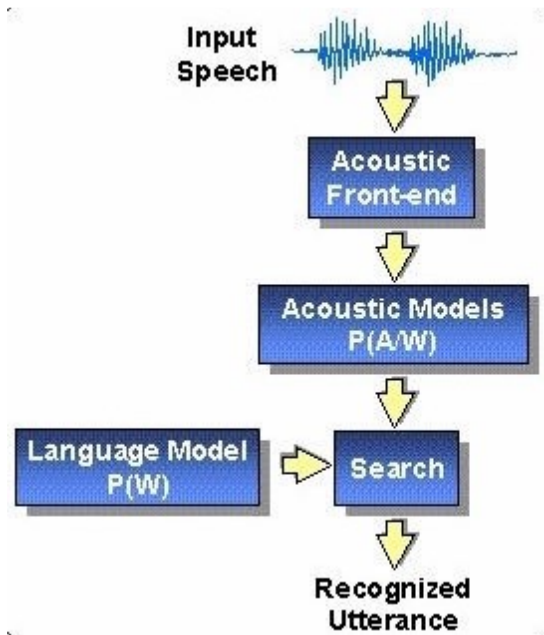 Input
Speech
Acoustic
Front-end
Acoustic Models
P(A/W)
Language Model
P(W)
Search
Recognized
Utterance